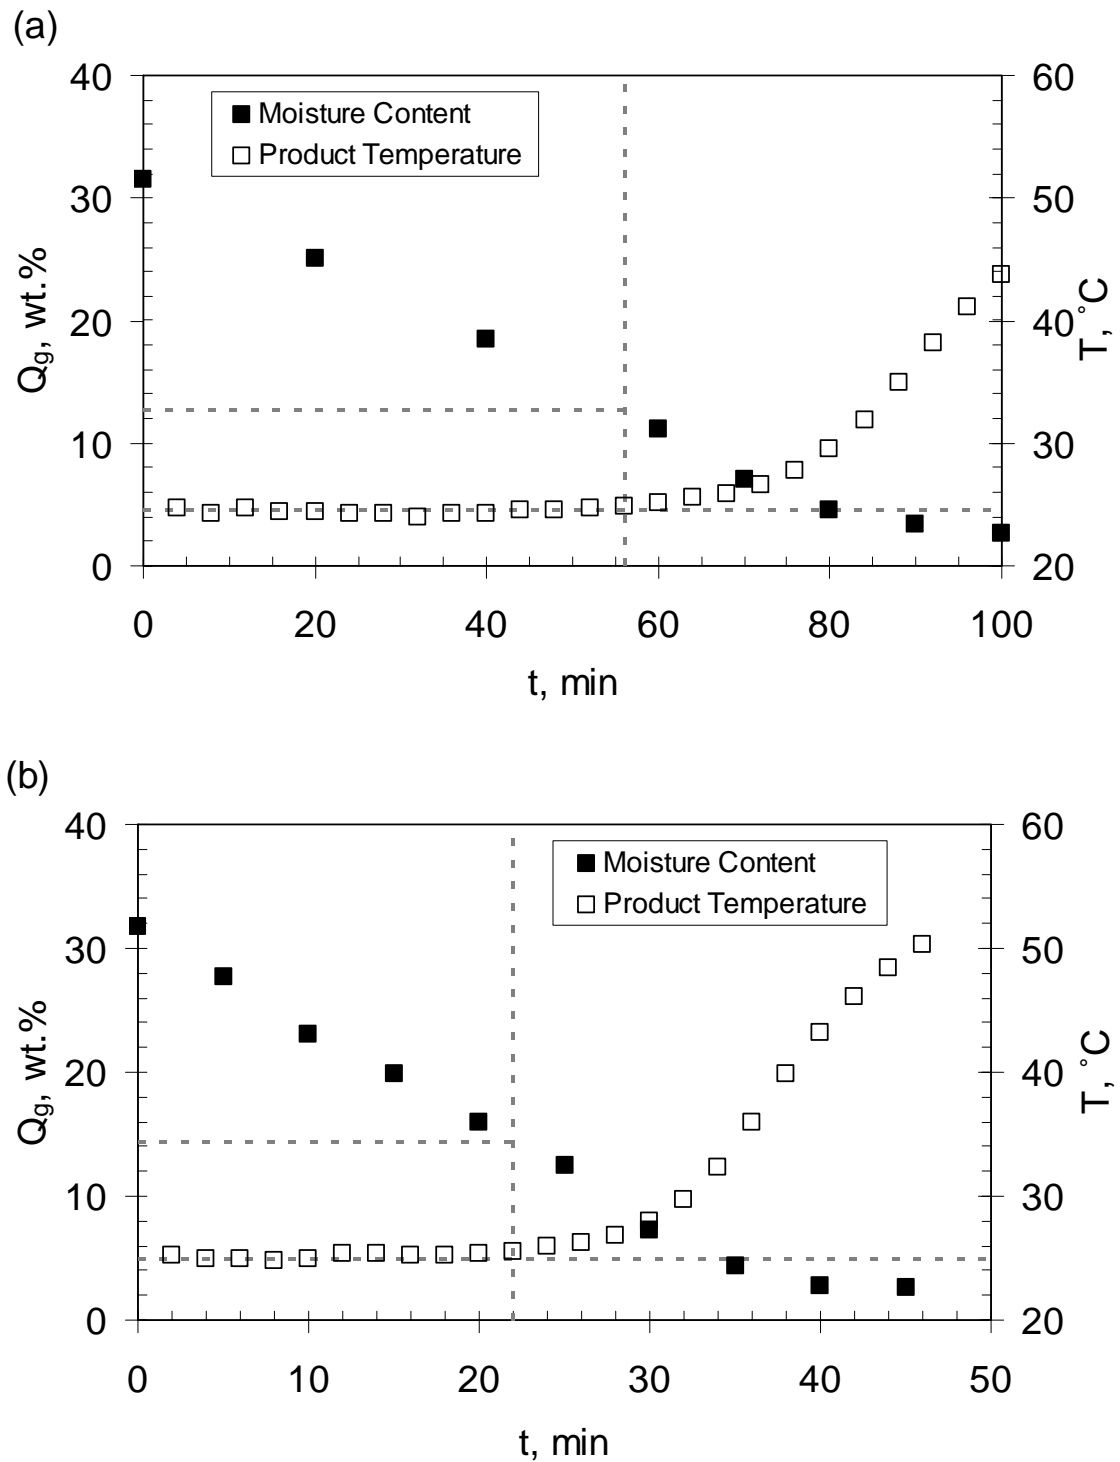 (a)
40
30
20
10
0
Qg, wt.%
Moisture Content
Product Temperature
60
50
40
30
20
T, ˚C
0 20 40 60 80 100
t, min
(b)
40
30
20
10
0
Qg, wt.%
Moisture Content
Product Temperature
60
50
40
30
20
T, ˚C
0 10 20 30 40 50
t, min